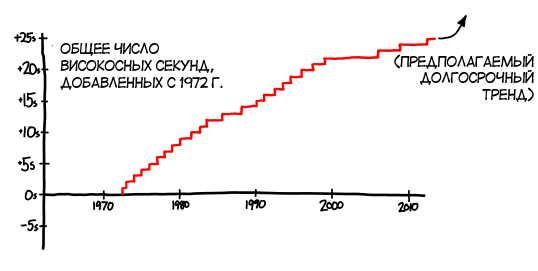 +25s
+20s
+15s
+10s
+5s
0s
-5s
ОБЩЕЕ ЧИСЛО
ВИСОКОСНЫХ СЕКУНД,
ДОБАВЛЕННЫХ С 1972 Г.
(ПРЕДПОЛАГАЕМЫЙ
ДОЛГОСРОЧНЫЙ
ТРЕНД)
1970 1980 1990 2000 2010